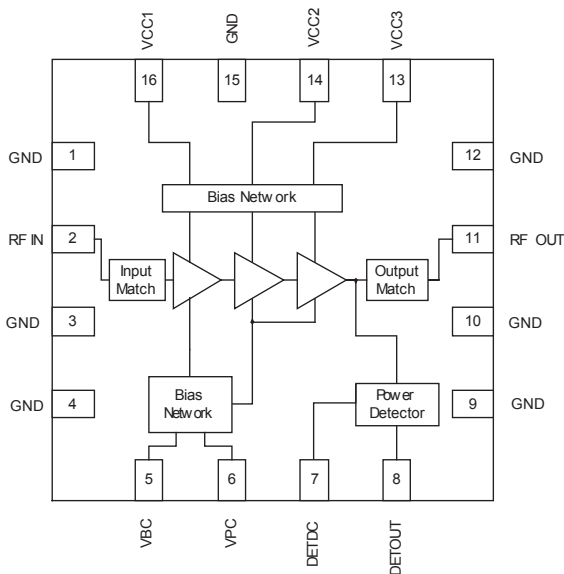 VCC1
GND
VCC2
VCC3
16
15
14
13
GND
1
12
GND
Bias Network
RF IN
2
11
RF OUT
Input
Match
Output
Match
GND
3
10
GND
GND
4
Bias
Network
Power
Detector
9
GND
5
6
7
8
VBC
VPC
DETDC
DETOUT